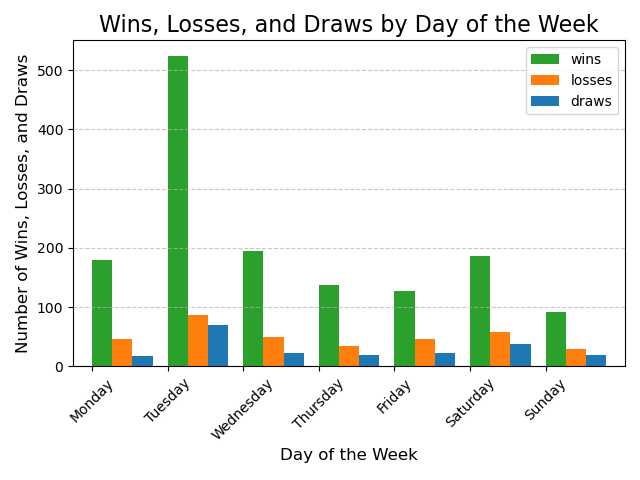 Wins, Losses, and Draws by Day of the Week
wins
losses
draws
Number of Wins, Losses, and Draws
500
400
300
200
100
0
Monday
Tuesday
Wednesday
Thursday
Friday
Saturday
Sunday
Day of the Week